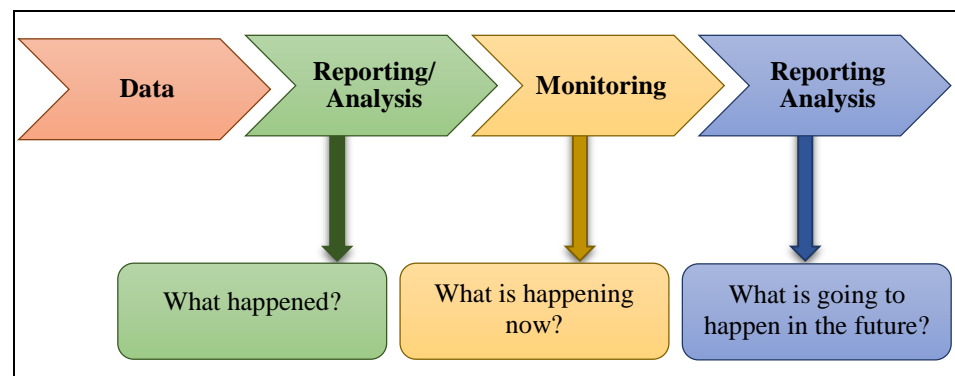 Data
Reporting/
Analysis
Monitoring
Reporting
Analysis
What happened?
What is happening
now?
What is going to
happen in the future?